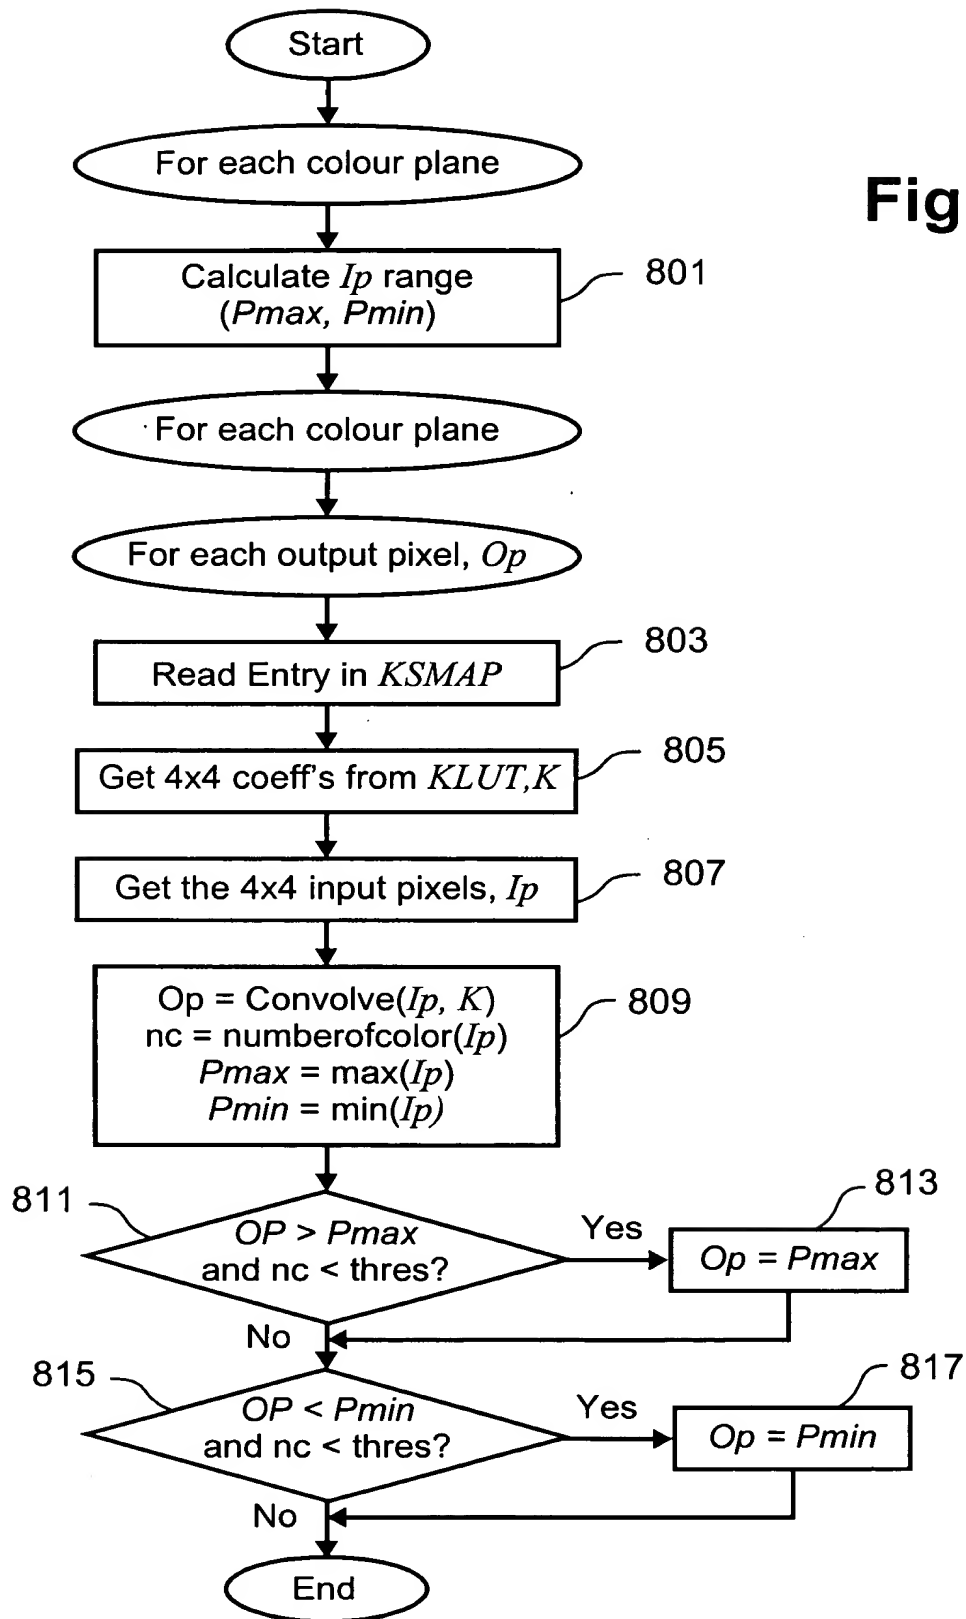 Start
For each colour plane
Fig
Calculate Ip range
(Pmax, Pmin)
801
For each colour plane
For each output pixel, Op
803
Read Entry in KSMAP
805
Get 4x4 coeff's from KLUT,K
807
Get the 4x4 input pixels, Ip
Op = Convolve(Ip, K)
nc = numberofcolor(Ip)
Pmax = max(Ip)
Pmin = min(Ip)
809
811
OP > Pmax
and nc < thres?
Yes
813
Op = Pmax
No
815
OP < Pmin
and nc < thres?
Yes
817
Op = Pmin
No
End